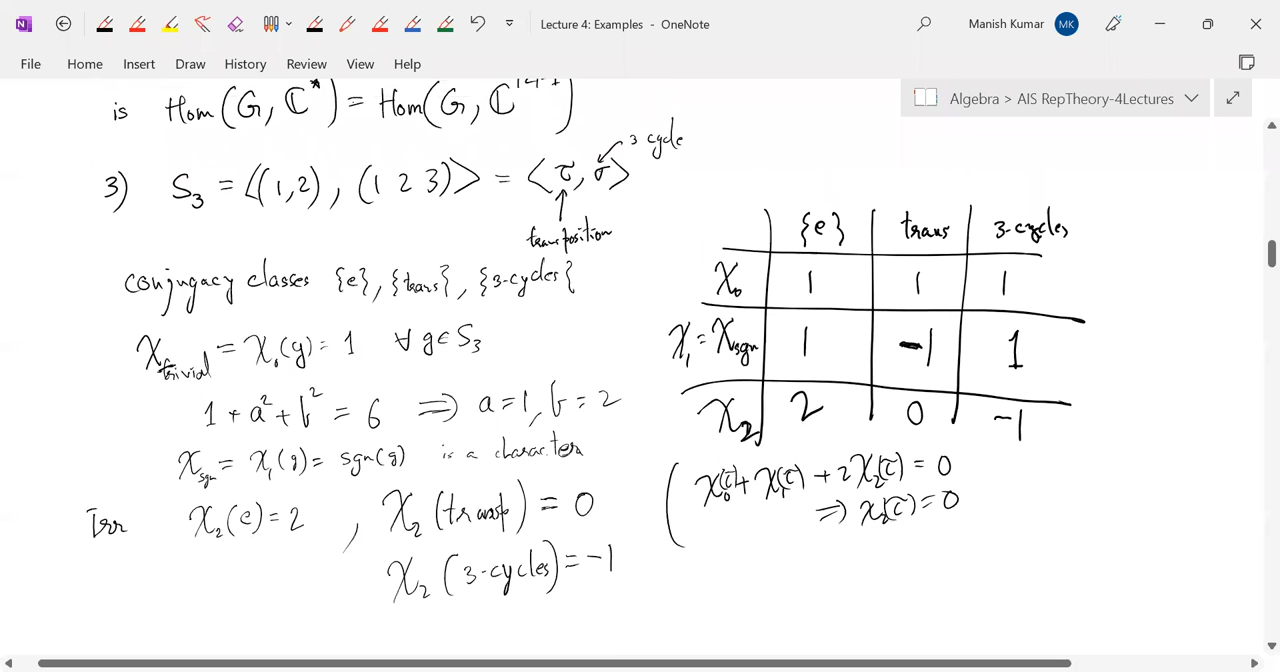 Lecture 4: Examples - OneNote
Manish Kumar
MK
File Home Insert Draw History Review View Help
Algebra > AIS RepTheory-4Lectures
is Hom(G, ℂ*) = Hom(G, ℂ
3) S₃ = <(1,2), (1 2 3)> = <τ, σ>
3 cycle
transposition
conjugacy classes {e}, {trans}, {3-cycles{
χ_trivial = χ₀(g) = 1 ∀ g∈S₃
1 + a² + b² = 6 ⇒ a=1, b=2
χ_sgn = χ₁(g) = sgn(g) is a character
Irr χ₂(e) = 2, χ₂(transp) = 0
χ₂(3-cycles) = -1
{e} trans 3-cycles
χ₀ 1 1 1
χ₁ = χ_sgn 1 -1 1
χ₂ 2 0 -1
( χ₀(τ) + χ₁(τ) + 2χ₂(τ) = 0
⇒ χ₂(τ) = 0